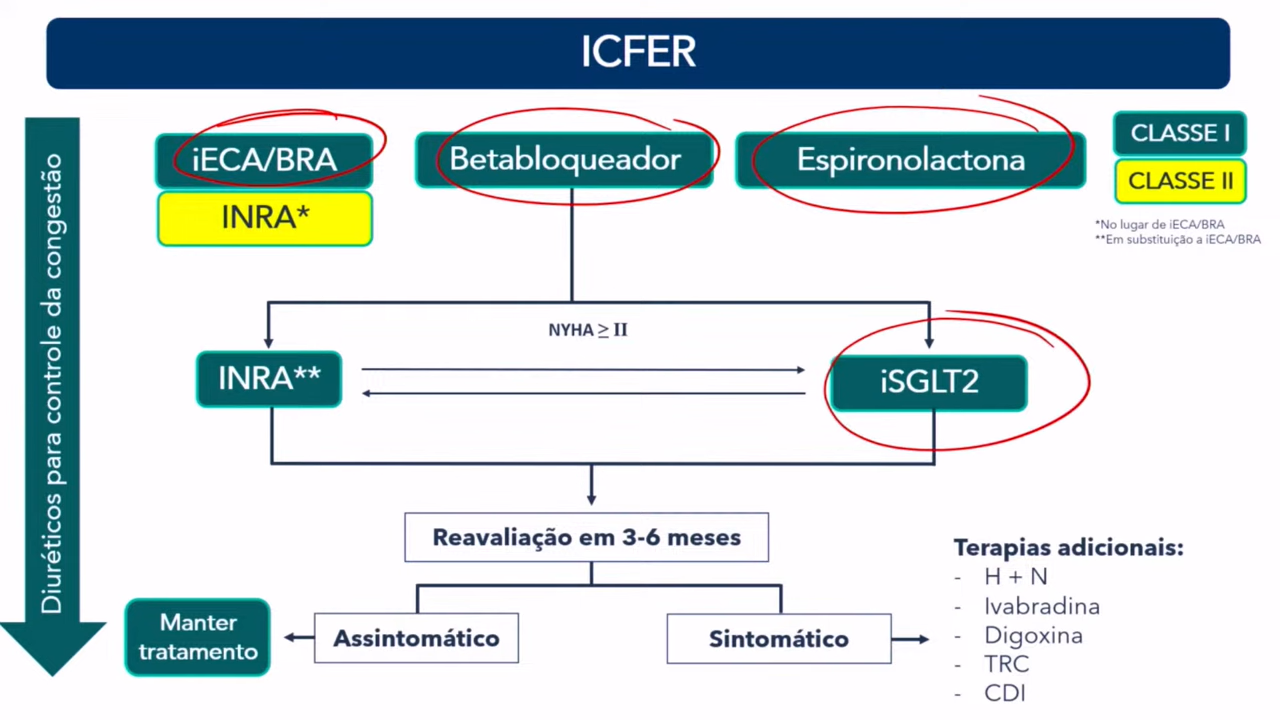 ICFER
Diuréticos para controle da congestão
iECA/BRA
INRA*
Betabloqueador
Espironolactona
CLASSE I
CLASSE II
*No lugar de iECA/BRA
**Em substituição a iECA/BRA
NYHA ≥ II
INRA**
iSGLT2
Reavaliação em 3-6 meses
Manter
tratamento
Assintomático
Sintomático
Terapias adicionais:
- H + N
- Ivabradina
- Digoxina
- TRC
- CDI